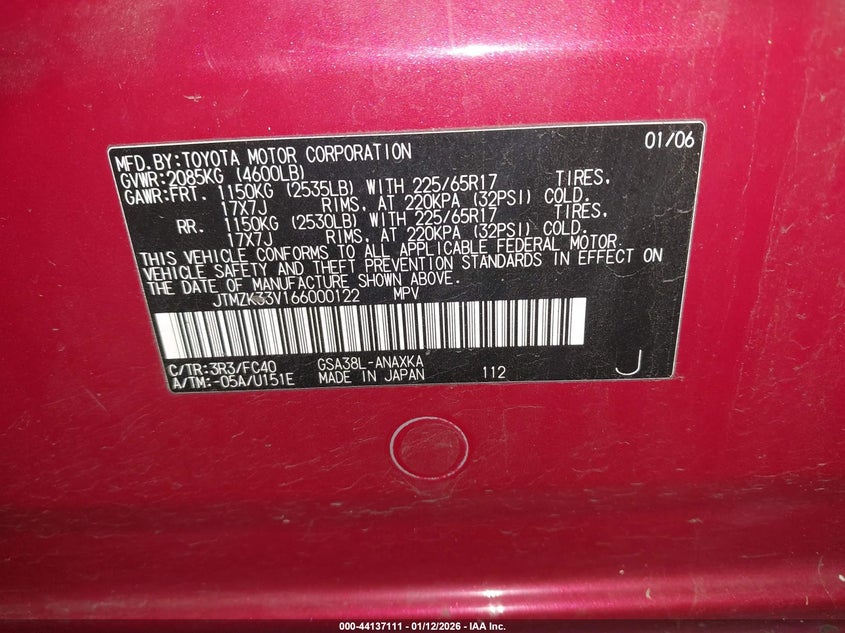 MFD.BY:TOYOTA MOTOR CORPORATION 01/06
GVWR:2085KG (4600LB)
GAWR:FRT. 1150KG (2535LB) WITH 225/65R17 TIRES,
17X7J RIMS, AT 220KPA (32PSI) COLD.
RR. 1150KG (2530LB) WITH 225/65R17 TIRES,
17X7J RIMS, AT 220KPA (32PSI) COLD.
THIS VEHICLE CONFORMS TO ALL APPLICABLE FEDERAL MOTOR
VEHICLE SAFETY AND THEFT PREVENTION STANDARDS IN EFFECT ON
THE DATE OF MANUFACTURE SHOWN ABOVE.
JTMZK33V166000122 MPV
C/TR:3R3/FC40 GSA38L-ANAXKA
A/TM:-05A/U151E MADE IN JAPAN 112 J
000-44137111 - 01/12/2026 - IAA Inc.